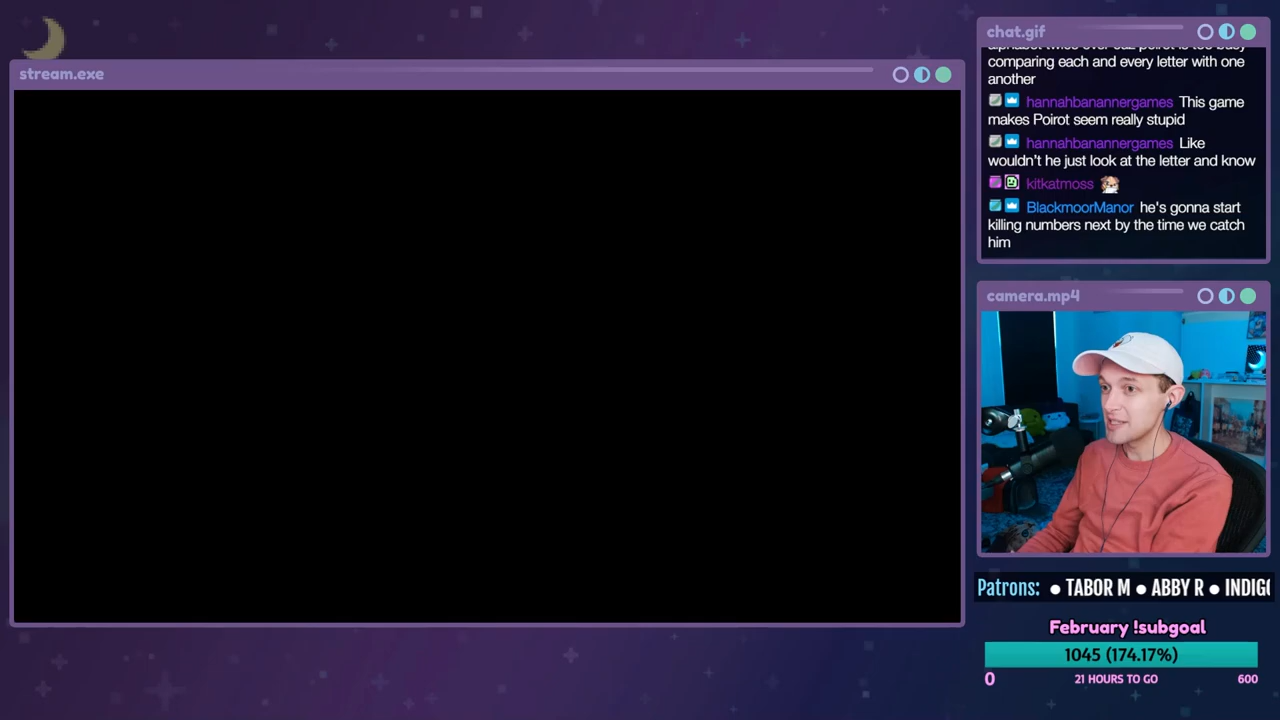 stream.exe
chat.gif
comparing each and every letter with one
another
hannahbanannergames This game
makes Poirot seem really stupid
hannahbanannergames Like
wouldn't he just look at the letter and know
kitkatmoss
BlackmoorManor he's gonna start
killing numbers next by the time we catch
him
camera.mp4
Patrons: ● TABOR M ● ABBY R ● INDIG
February !subgoal
1045 (174.17%)
0 21 HOURS TO GO 600